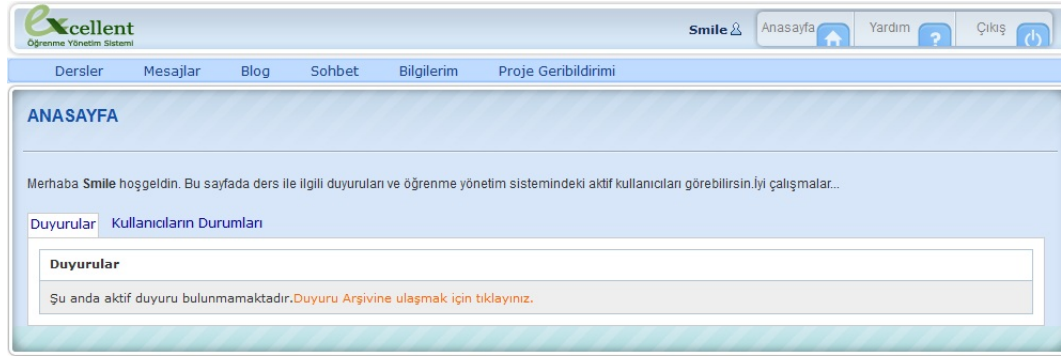 excellent
Öğrenme Yönetim Sistemi
Smile
Anasayfa
Yardım
?
Çıkış
Dersler
Mesajlar
Blog
Sohbet
Bilgilerim
Proje Geribildirimi
ANASAYFA
Merhaba Smile hoşgeldin. Bu sayfada ders ile ilgili duyuruları ve öğrenme yönetim sistemindeki aktif kullanıcıları görebilirsin.İyi çalışmalar...
Duyurular
Kullanıcıların Durumları
Duyurular
Şu anda aktif duyuru bulunmamaktadır.Duyuru Arşivine ulaşmak için tıklayınız.